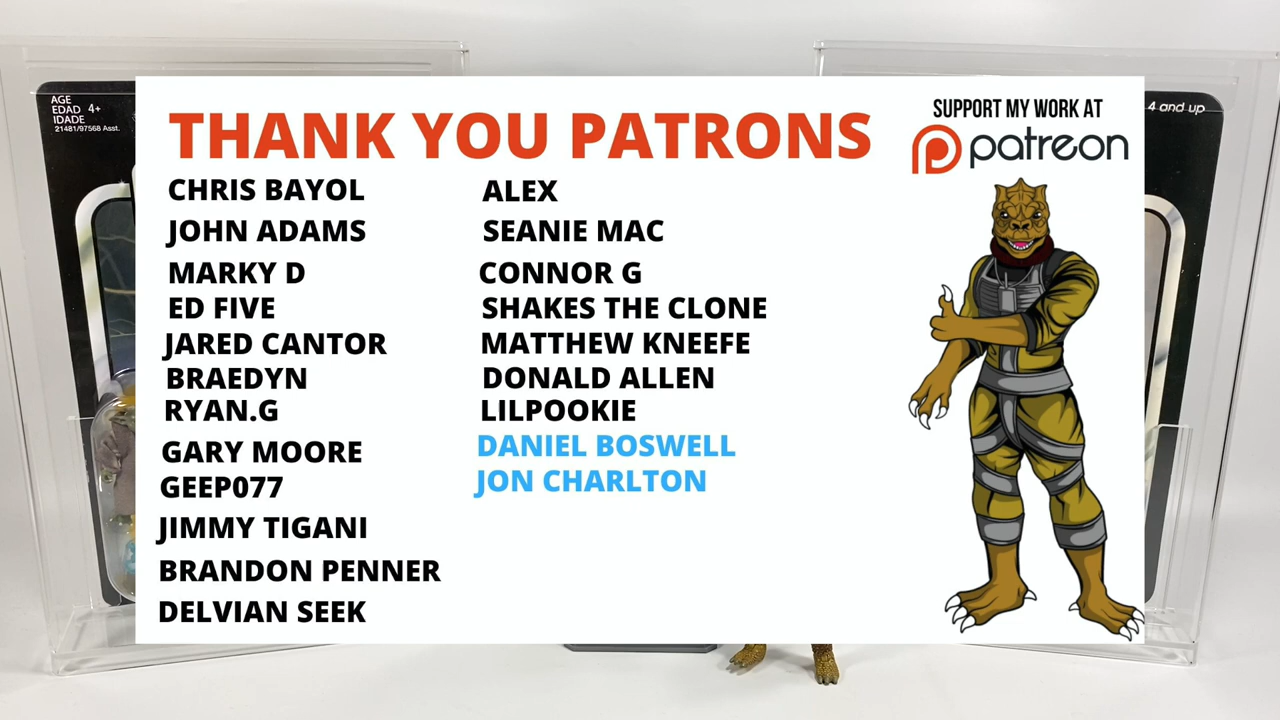 AGE
EDAD 4+
IDADE
21481/97568 Asst.
4 and up
THANK YOU PATRONS
CHRIS BAYOL
JOHN ADAMS
MARKY D
ED FIVE
JARED CANTOR
BRAEDYN
RYAN.G
GARY MOORE
GEEP077
JIMMY TIGANI
BRANDON PENNER
DELVIAN SEEK
ALEX
SEANIE MAC
CONNOR G
SHAKES THE CLONE
MATTHEW KNEEFE
DONALD ALLEN
LILPOOKIE
DANIEL BOSWELL
JON CHARLTON
SUPPORT MY WORK AT
patreon